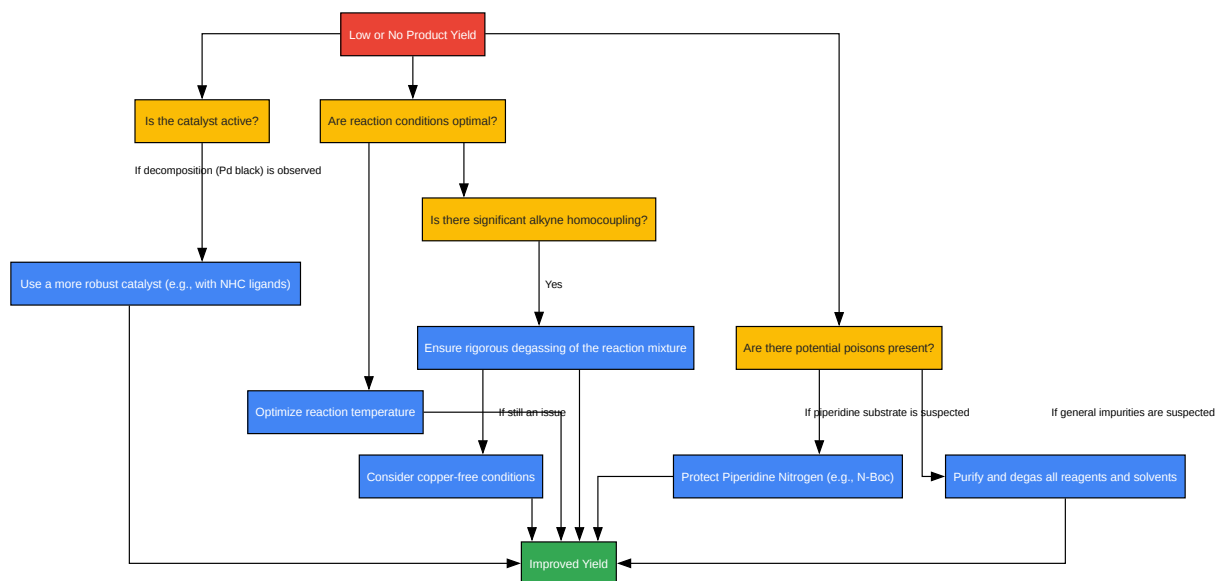 Low or No Product Yield
Is the catalyst active?
Are reaction conditions optimal?
If decomposition (Pd black) is observed
Is there significant alkyne homocoupling?
Use a more robust catalyst (e.g., with NHC ligands)
Yes
Ensure rigorous degassing of the reaction mixture
Are there potential poisons present?
Optimize reaction temperature
If still an issue
If piperidine substrate is suspected
If general impurities are suspected
Consider copper-free conditions
Protect Piperidine Nitrogen (e.g., N-Boc)
Purify and degas all reagents and solvents
Improved Yield